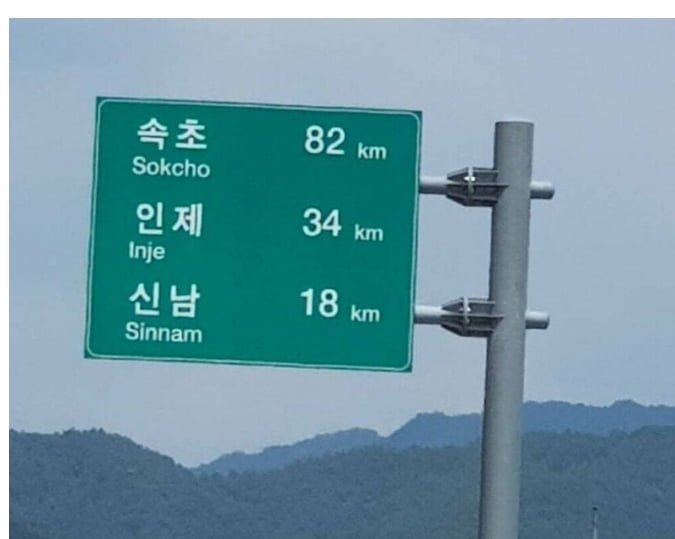 속초 82 km
Sokcho
인제 34 km
Inje
신남 18 km
Sinnam